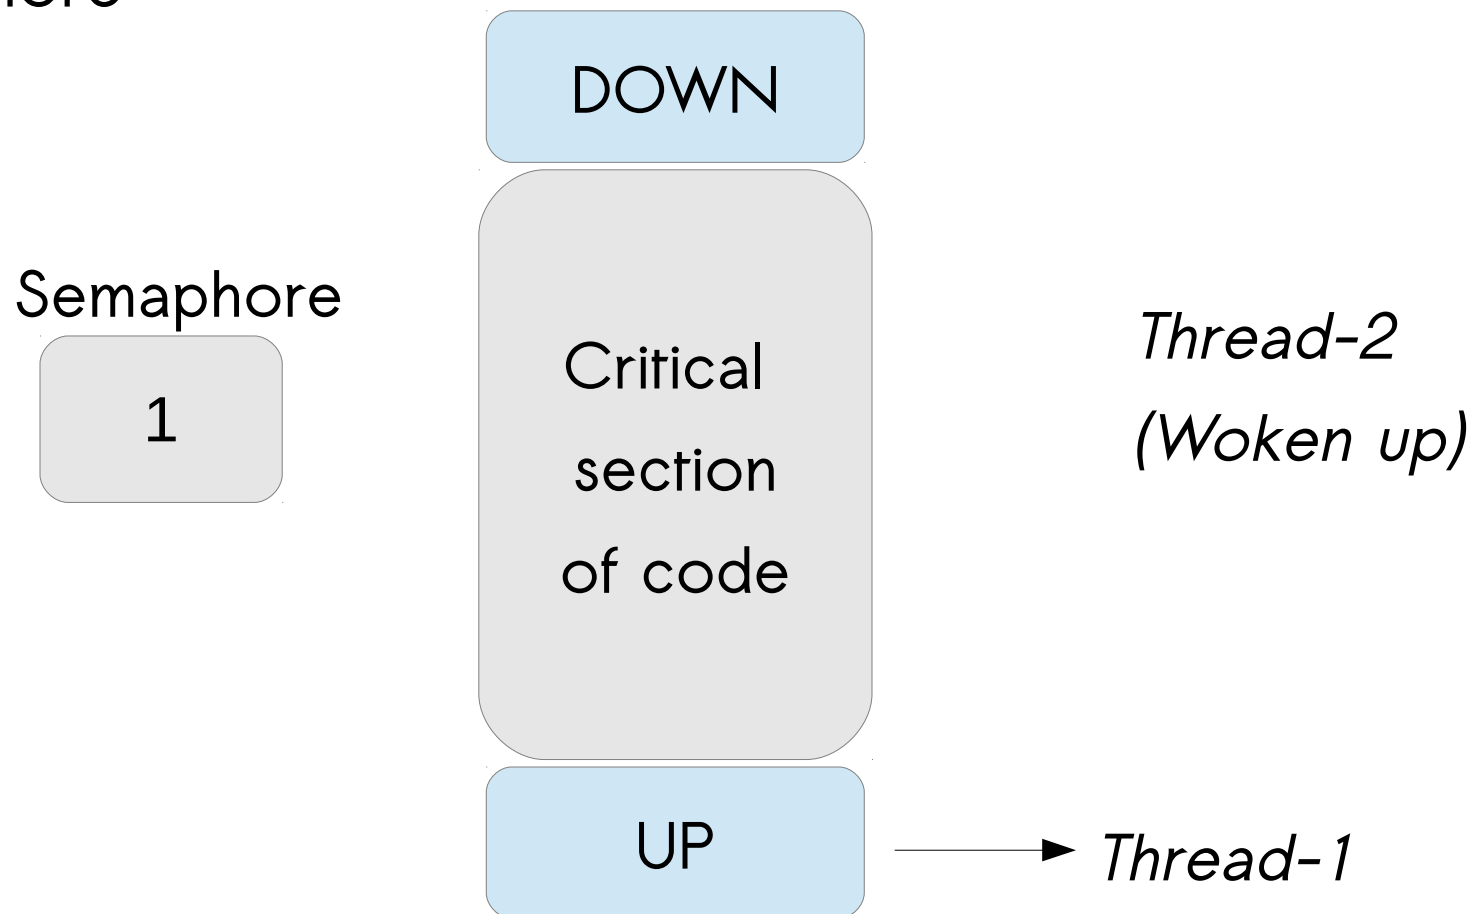 DOWN
Semaphore
1
Critical
section
of code
Thread-2
(Woken up)
UP
Thread-1